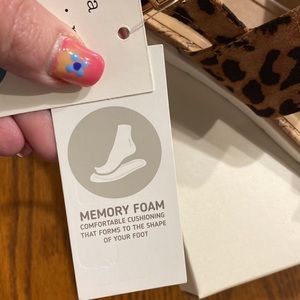 a
MEMORY FOAM
COMFORTABLE CUSHIONING
THAT FORMS TO THE SHAPE
OF YOUR FOOT